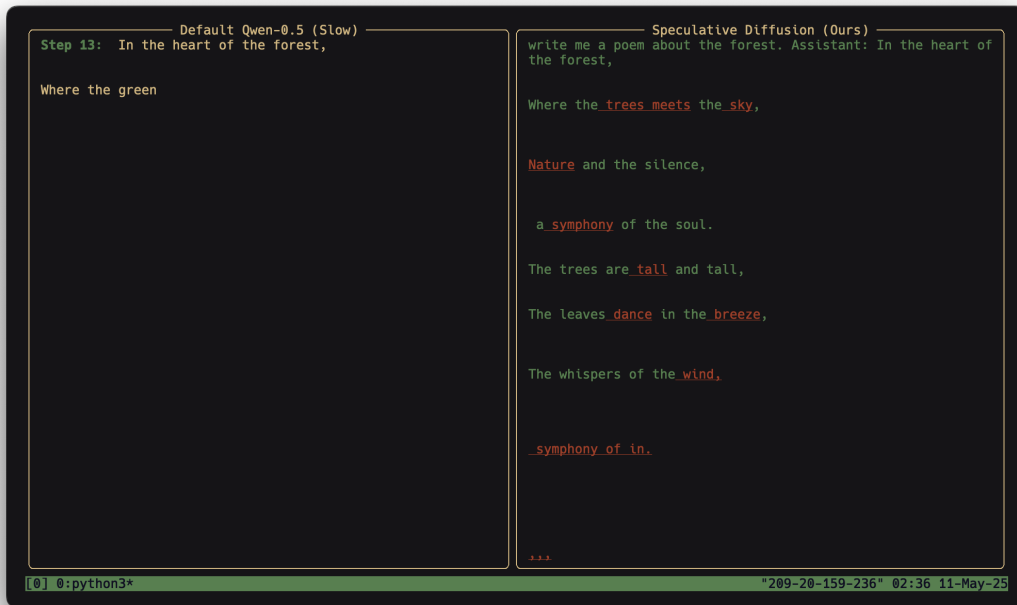 Default Qwen-0.5 (Slow)
Step 13: In the heart of the forest,
Where the green
Speculative Diffusion (Ours)
write me a poem about the forest. Assistant: In the heart of
the forest,
Where the trees meets the sky,
Nature and the silence,
a symphony of the soul.
The trees are tall and tall,
The leaves dance in the breeze,
The whispers of the wind,
symphony of in.
,,,
[0] 0:python3*
"209-20-159-236" 02:36 11-May-25